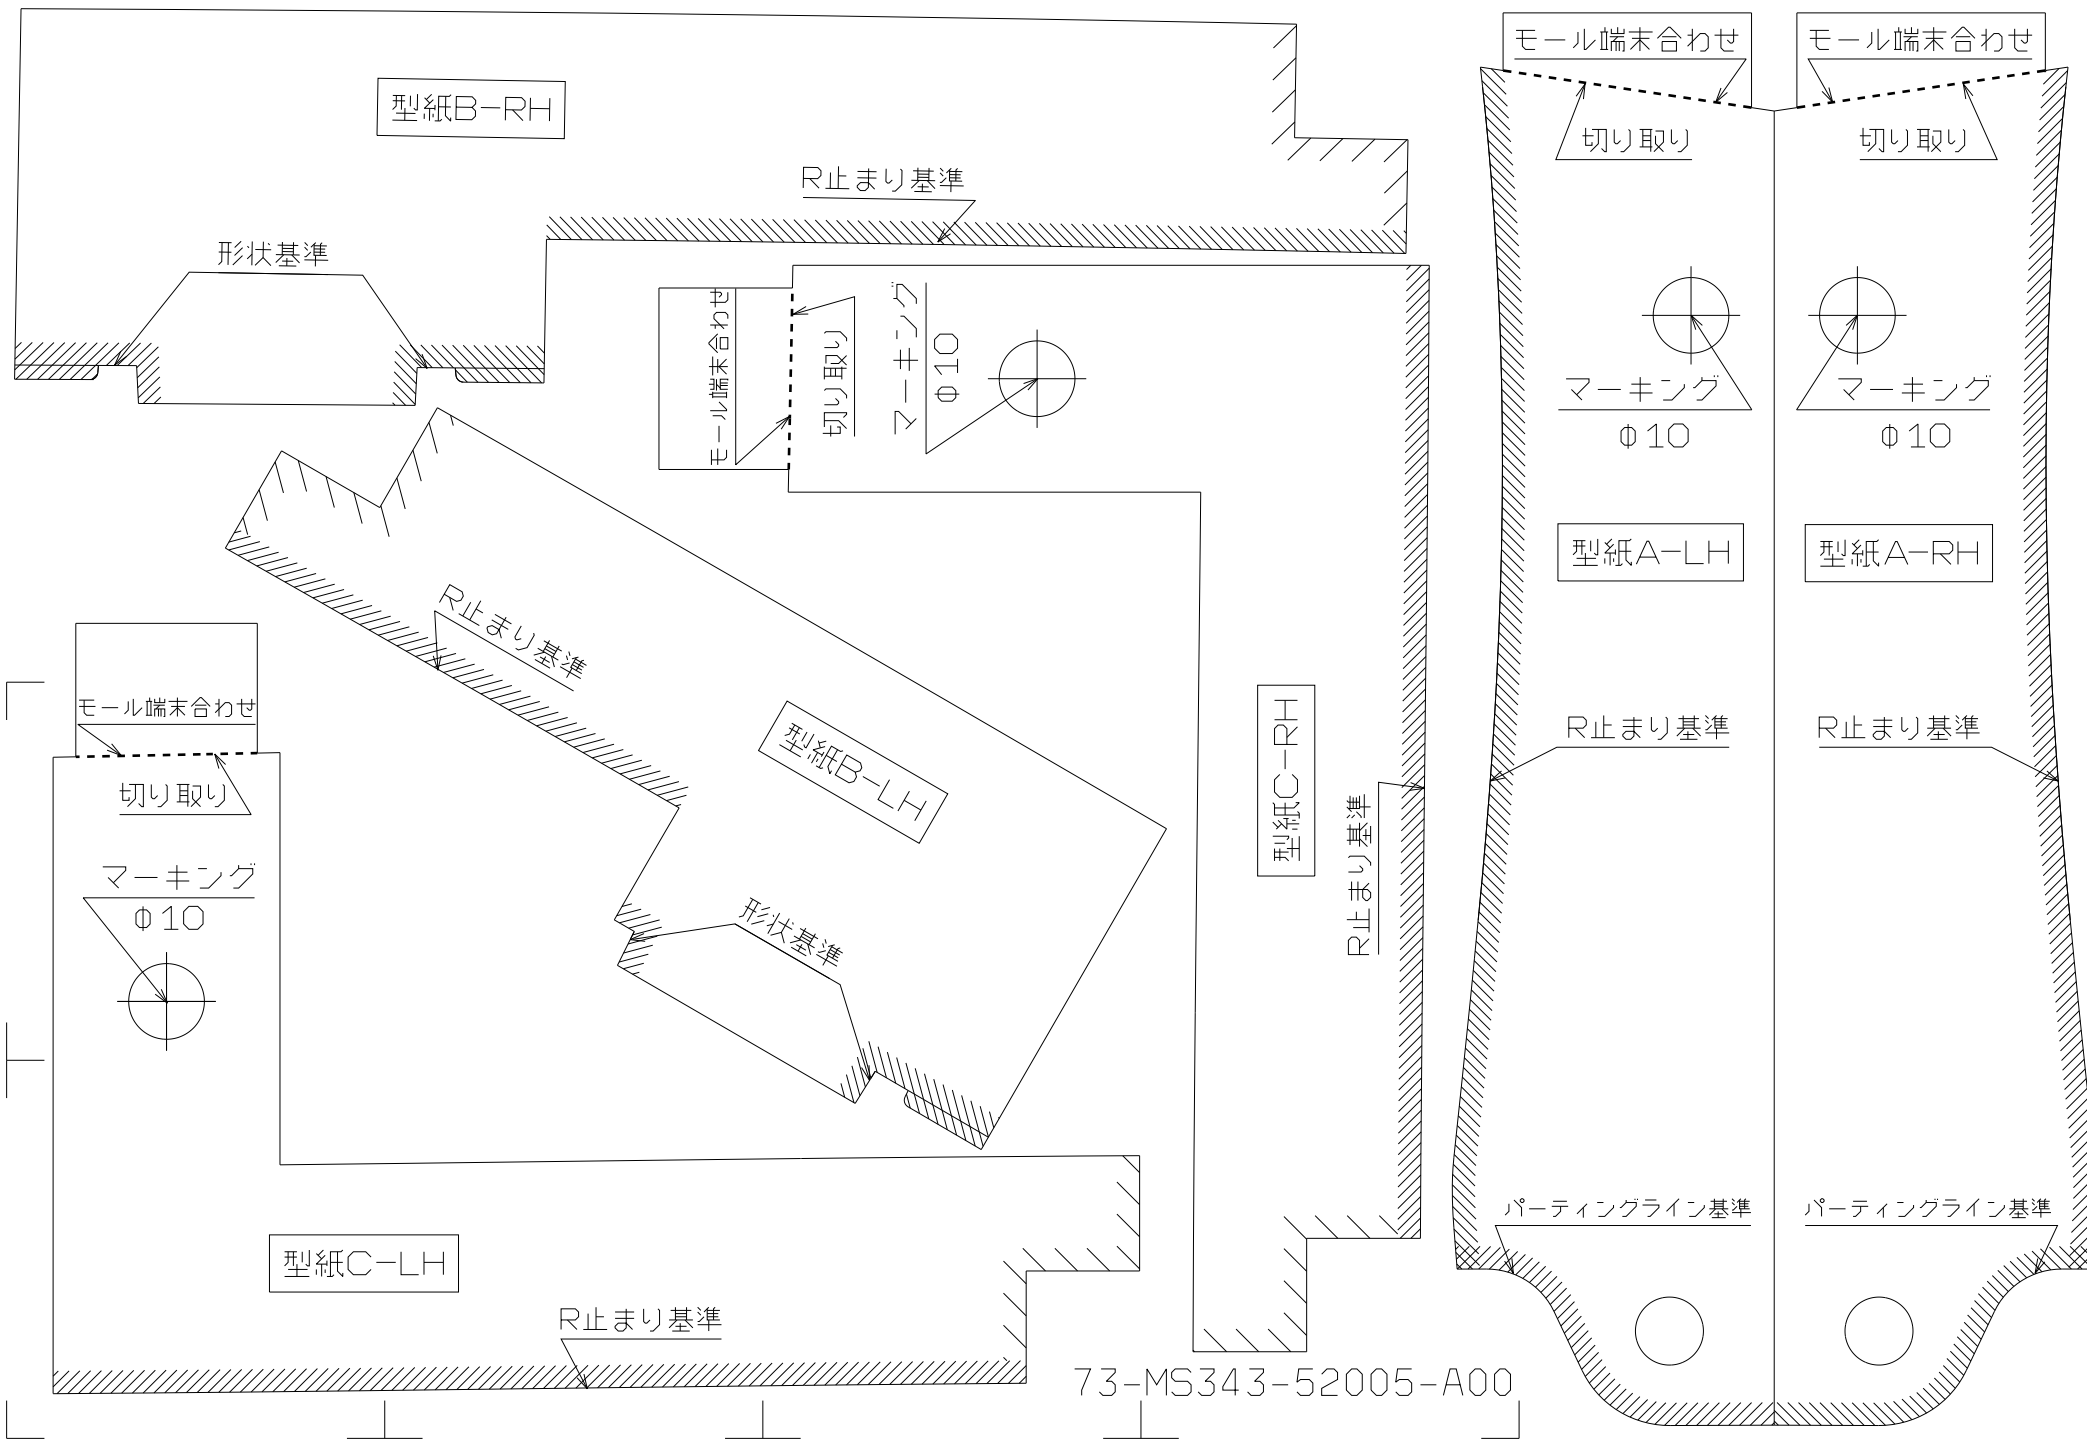 型紙B-RH
R止まり基準
形状基準
モール端末合わせ
切り取り
マーキング
φ10
モール端末合わせ
モール端末合わせ
切り取り
切り取り
マーキング
φ10
マーキング
φ10
型紙A-LH
型紙A-RH
R止まり基準
R止まり基準
パーティングライン基準
パーティングライン基準
R止まり基準
型紙B-LH
形状基準
型紙C-RH
R止まり基準
モール端末合わせ
切り取り
マーキング
φ10
型紙C-LH
R止まり基準
73-MS343-52005-A00